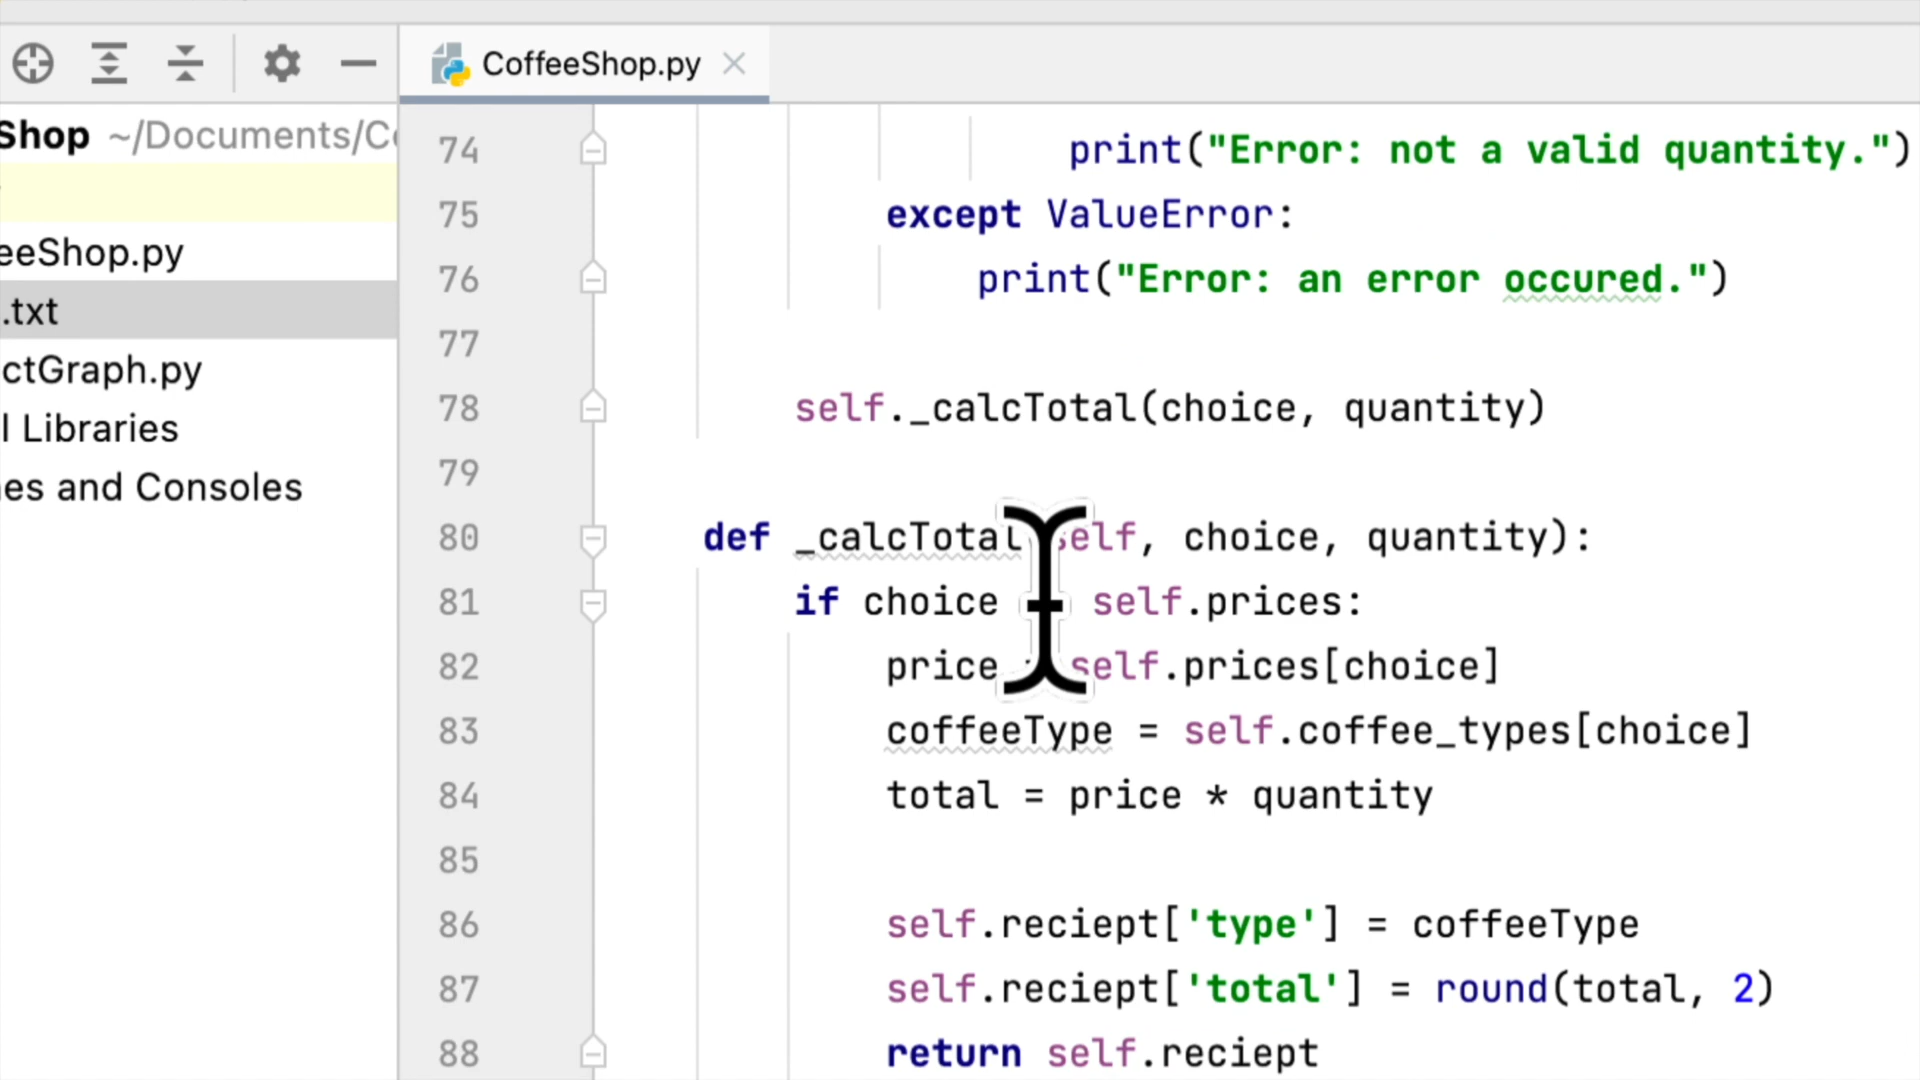 CoffeeShop.py
Shop ~/Documents/Co
eeShop.py
.txt
ctGraph.py
l Libraries
es and Consoles
74 print("Error: not a valid quantity.")
75 except ValueError:
76 print("Error: an error occured.")
77
78 self._calcTotal(choice, quantity)
79
80 def _calcTotal self, choice, quantity):
81 if choice self.prices:
82 price self.prices[choice]
83 coffeeType = self.coffee_types[choice]
84 total = price * quantity
85
86 self.reciept['type'] = coffeeType
87 self.reciept['total'] = round(total, 2)
88 return self.reciept